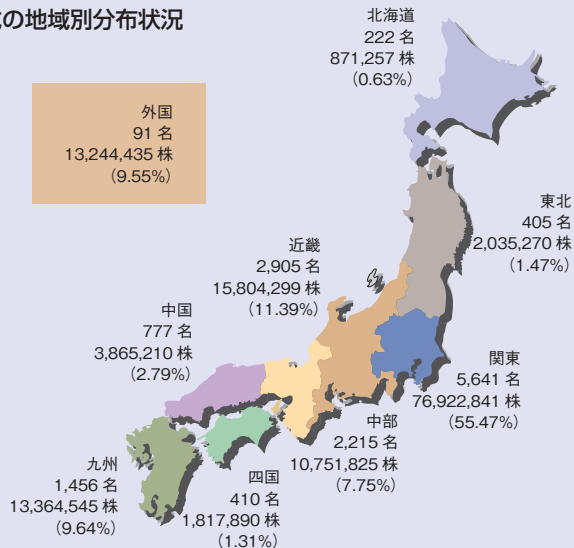 の地域別分布状況
北海道
222 名
871,257 株
(0.63%)
外国
91 名
13,244,435 株
(9.55%)
東北
405 名
2,035,270 株
(1.47%)
近畿
2,905 名
15,804,299 株
(11.39%)
中国
777 名
3,865,210 株
(2.79%)
関東
5,641 名
76,922,841 株
(55.47%)
中部
2,215 名
10,751,825 株
(7.75%)
九州
1,456 名
13,364,545 株
(9.64%)
四国
410 名
1,817,890 株
(1.31%)